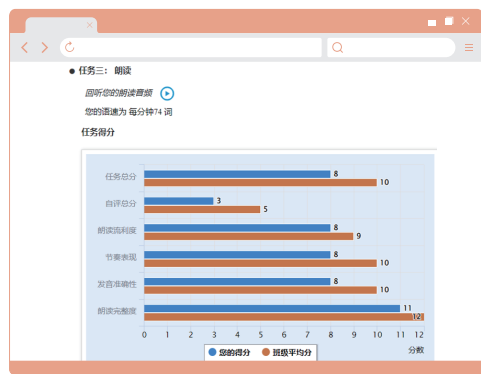 ● 任务三： 朗读
回听您的朗读音频
您的语速为 每分钟74 词
任务得分
任务总分 8 10
自评总分 3 5
朗读流利度 8 9
节奏表现 8 10
发音准确性 8 10
朗读完整度 11 12
0 1 2 3 4 5 6 7 8 9 10 11 12
● 您的得分 ● 班级平均分 分数